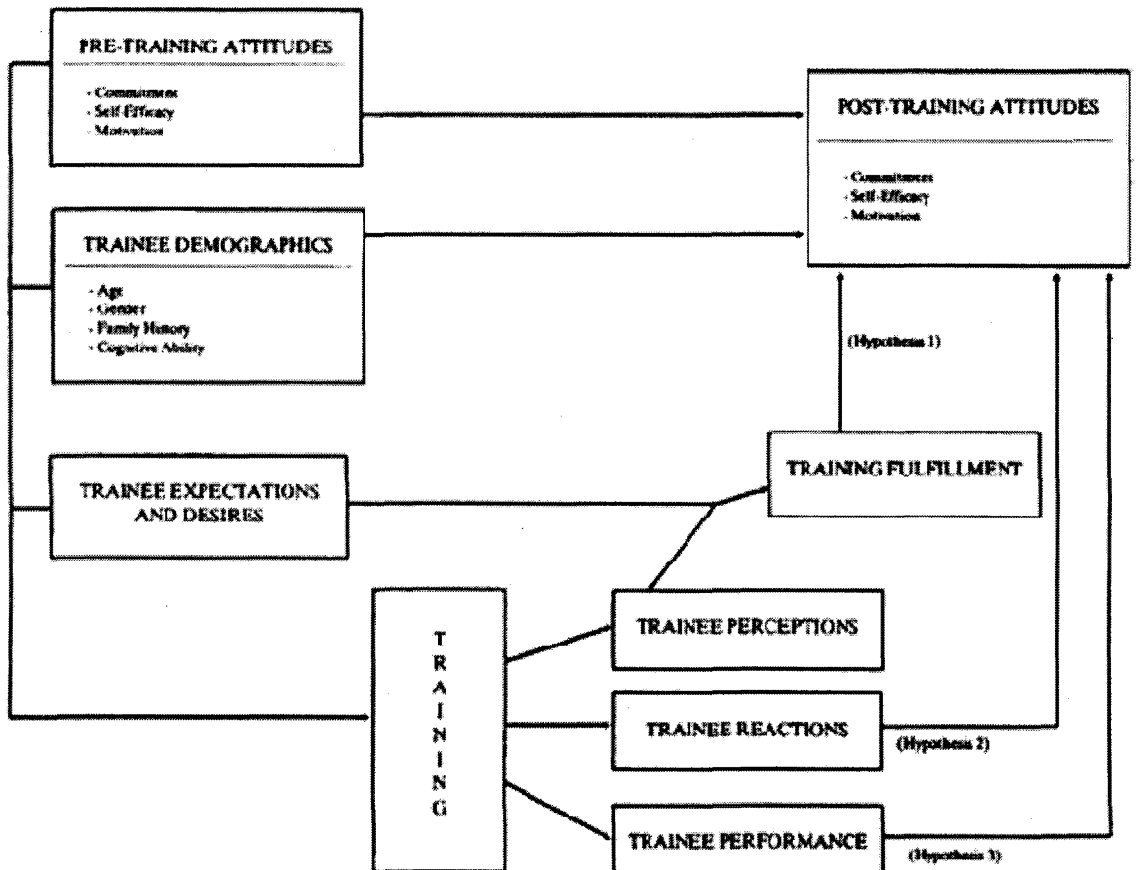 PRE-TRAINING ATTITUDES
- Commitment
- Self-Efficacy
- Motivation
POST-TRAINING ATTITUDES
- Commitment
- Self-Efficacy
- Motivation
TRAINEE DEMOGRAPHICS
- Age
- Gender
- Family History
- Cognitive Ability
(Hypothesis 1)
TRAINING FULFILLMENT
TRAINEE EXPECTATIONS
AND DESIRES
TRAINING
TRAINEE PERCEPTIONS
TRAINEE REACTIONS
(Hypothesis 2)
TRAINEE PERFORMANCE
(Hypothesis 3)